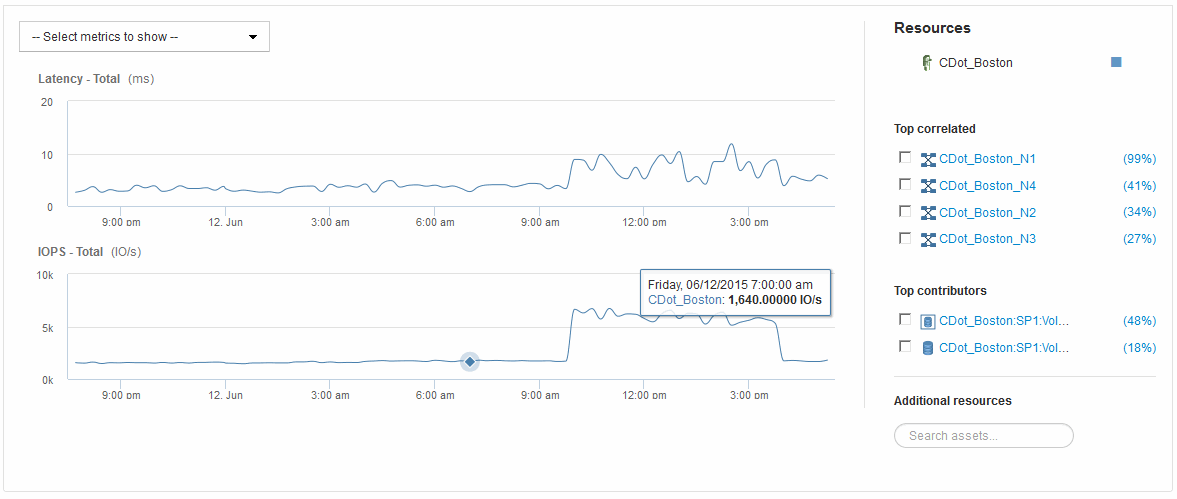 -- Select metrics to show --
Latency - Total (ms)
20
10
0
9:00 pm
12. Jun
3:00 am
6:00 am
9:00 am
12:00 pm
3:00 pm
IOPS - Total (IO/s)
10k
5k
0k
Friday, 06/12/2015 7:00:00 am
CDot_Boston: 1,640.00000 IO/s
9:00 pm
12. Jun
3:00 am
6:00 am
9:00 am
12:00 pm
3:00 pm
Resources
CDot_Boston
Top correlated
CDot_Boston_N1 (99%)
CDot_Boston_N4 (41%)
CDot_Boston_N2 (34%)
CDot_Boston_N3 (27%)
Top contributors
CDot_Boston:SP1:Vol... (48%)
CDot_Boston:SP1:Vol... (18%)
Additional resources
Search assets...